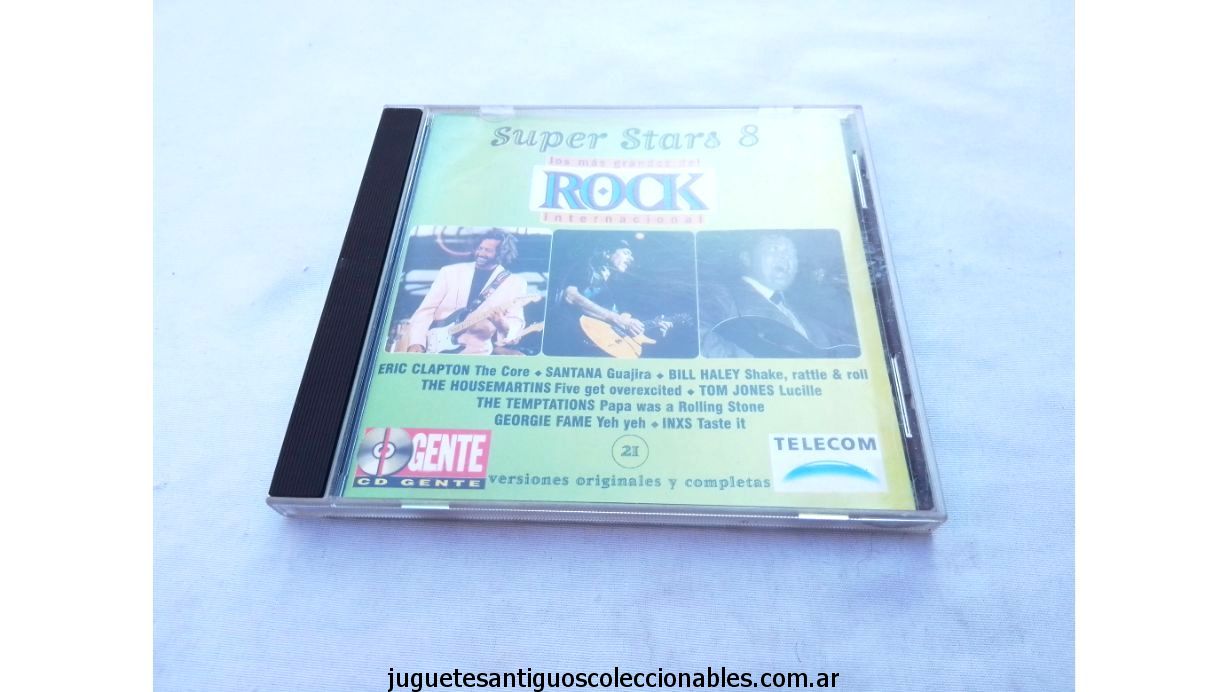 Super Stars 8
los más grandes del
ROCK
Internacional
ERIC CLAPTON The Core ◆ SANTANA Guajira ◆ BILL HALEY Shake, rattle & roll
THE HOUSEMARTINS Five get overexcited ◆ TOM JONES Lucille
THE TEMPTATIONS Papa was a Rolling Stone
GEORGIE FAME Yeh yeh ◆ INXS Taste it
GENTE
CD GENTE
21
versiones originales y completas
TELECOM
juguetesantiguoscoleccionables.com.ar